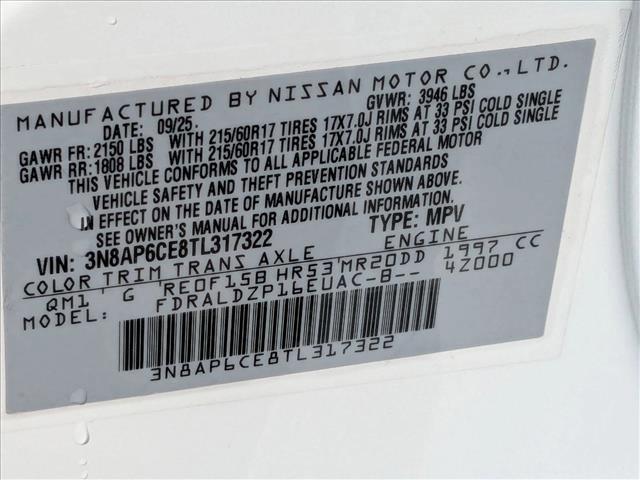 MANUFACTURED BY NISSAN MOTOR CO.,LTD.
DATE: 09/25. GVWR: 3946 LBS
GAWR FR: 2150 LBS WITH 215/60R17 TIRES 17X7.0J RIMS AT 33 PSI COLD SINGLE
GAWR RR: 1808 LBS WITH 215/60R17 TIRES 17X7.0J RIMS AT 33 PSI COLD SINGLE
THIS VEHICLE CONFORMS TO ALL APPLICABLE FEDERAL MOTOR
VEHICLE SAFETY AND THEFT PREVENTION STANDARDS
IN EFFECT ON THE DATE OF MANUFACTURE SHOWN ABOVE.
SEE OWNER'S MANUAL FOR ADDITIONAL INFORMATION.
VIN: 3N8AP6CE8TL317322 TYPE: MPV
COLOR TRIM TRANS AXLE ENGINE
QM1 G RE0F15B HR53 MR20DD 1997 CC
MODEL: FDRALDZP16EUAC-B-- 4Z000
3N8AP6CE8TL317322